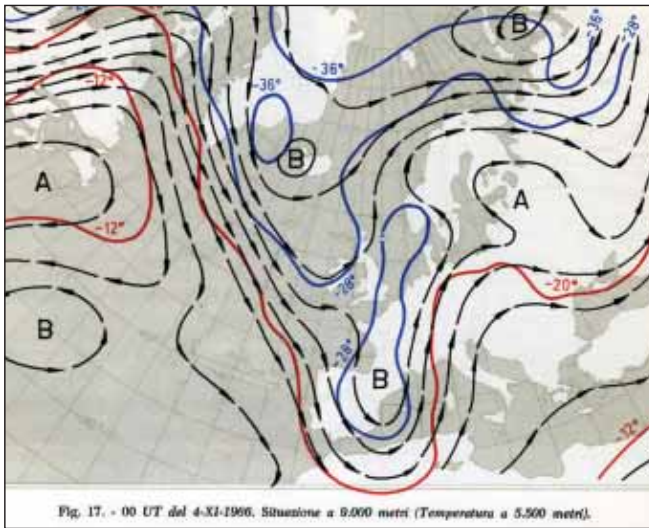 B
-36°
-28°
-36°
-12°
-36°
B
A
A
-12°
-28°
-20°
B
-28°
B
-12°
Fig. 17. - 00 UT del 4-XI-1966. Situazione a 9.000 metri (Temperatura a 5.500 metri).